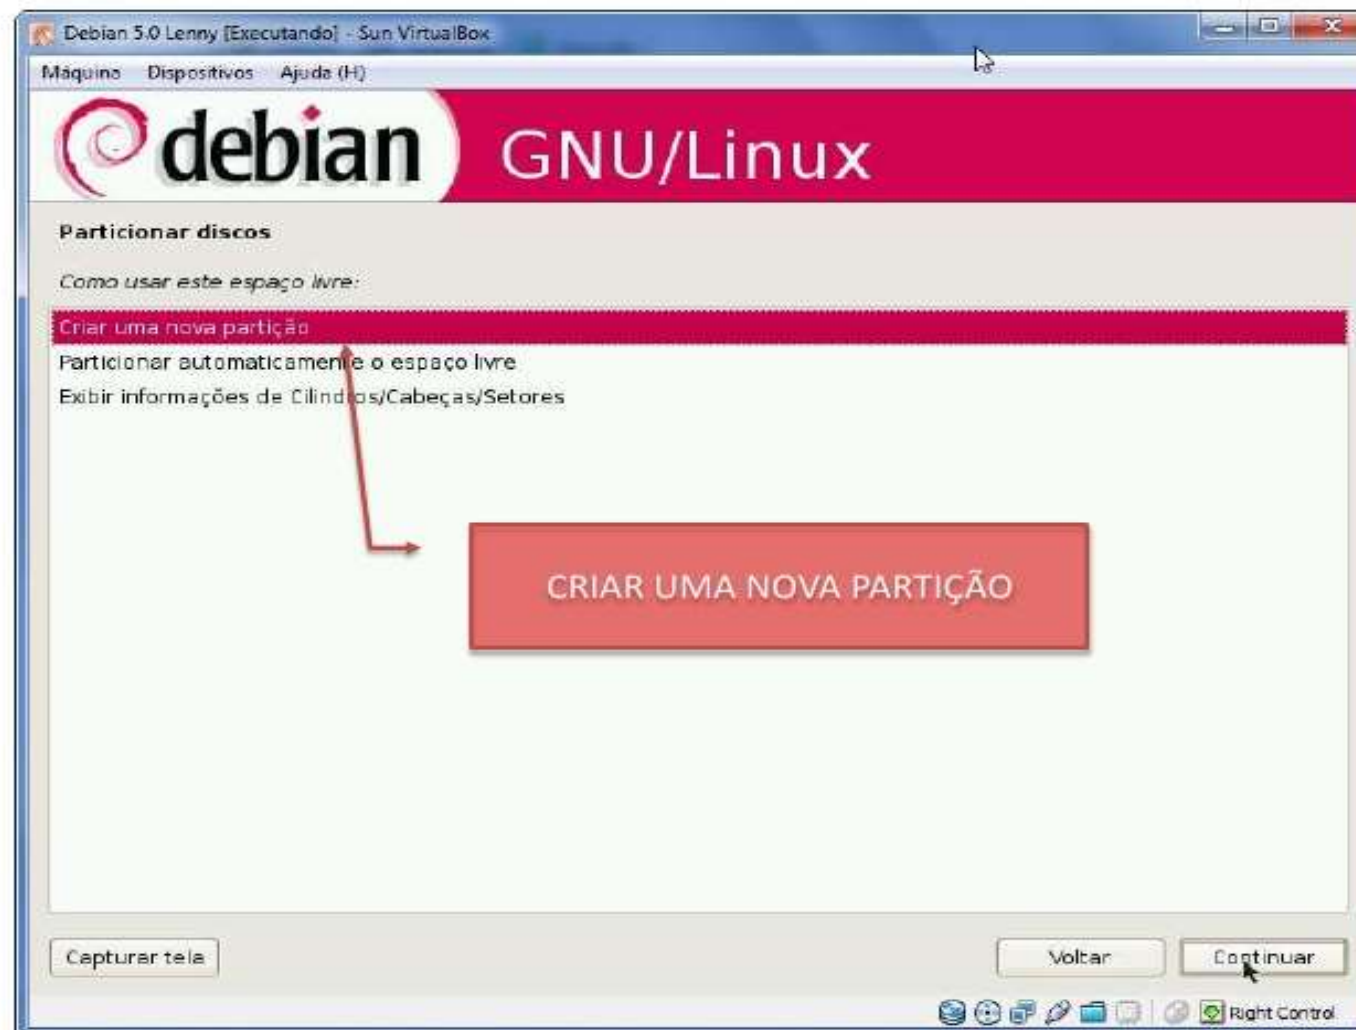 Debian 5.0 Lenny [Executando] - Sun VirtualBox
Máquina Dispositivos Ajuda (H)
debian GNU/Linux
Particionar discos
Como usar este espaço livre:
Criar uma nova partição
Particionar automaticamente o espaço livre
Exibir informações de Cilindros/Cabeças/Setores
CRIAR UMA NOVA PARTIÇÃO
Capturar tela
Voltar
Continuar
Right Control